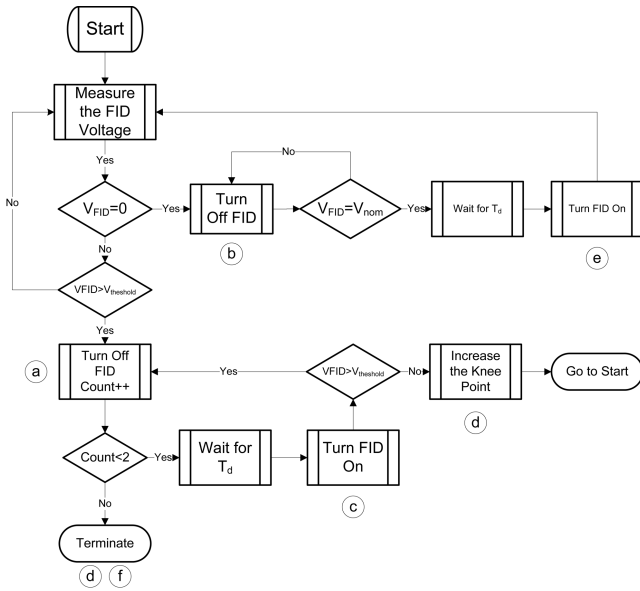 Start
Measure
the FID
Voltage
Yes
No
No
V_FID=0
Yes
Turn
Off FID
V_FID=V_nom
Yes
Wait for T_d
Turn FID On
b
e
No
VFID>V_theshold
Yes
a
Turn Off
FID
Count++
Yes
VFID>V_theshold
No
Increase
the Knee
Point
Go to Start
d
Count<2
Yes
Wait for
T_d
Turn FID
On
c
No
Terminate
d f